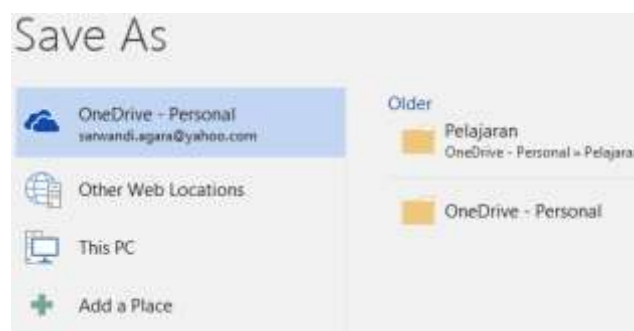 Save As
OneDrive - Personal
sarwandi.agara@yahoo.com
Other Web Locations
This PC
Add a Place
Older
Pelajaran
OneDrive - Personal » Pelajara
OneDrive - Personal